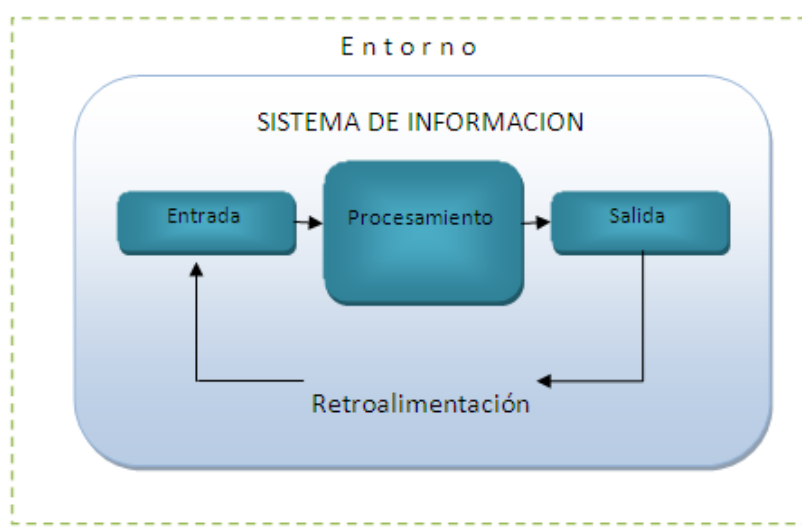 E n t o r n o
SISTEMA DE INFORMACION
Entrada
Procesamiento
Salida
Retroalimentación